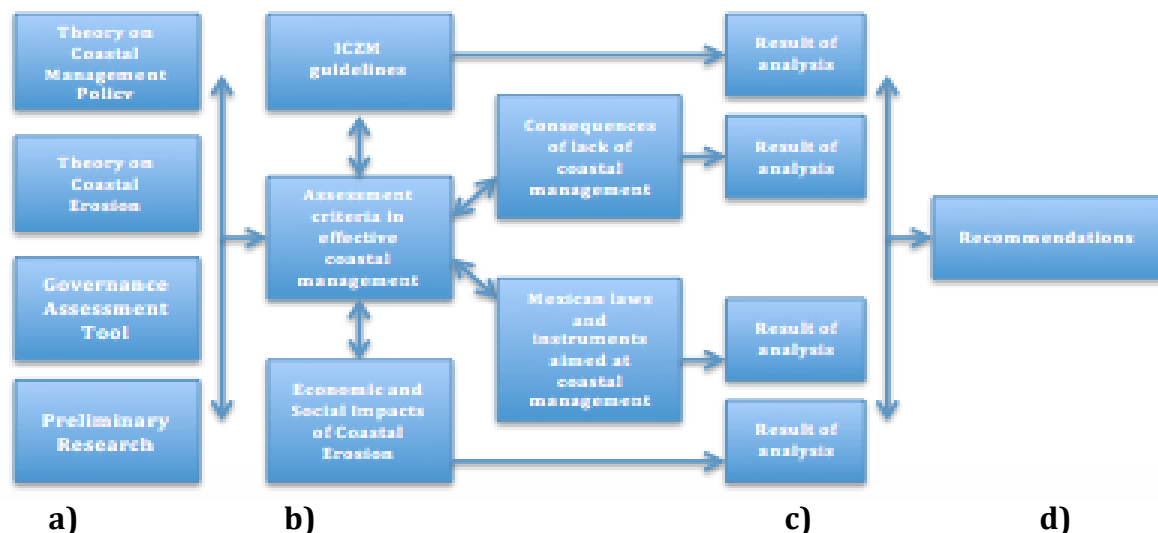 Theory on
Coastal
Management
Policy
Theory on
Coastal
Erosion
Governance
Assessment
Tool
Preliminary
Research
ICZM
guidelines
Assessment
criteria in
effective
coastal
management
Economic and
Social Impacts
of Coastal
Erosion
Consequences
of lack of
coastal
management
Mexican laws
and
instruments
aimed at
coastal
management
Result of
analysis
Result of
analysis
Result of
analysis
Result of
analysis
Recommendations
a)
b)
c)
d)